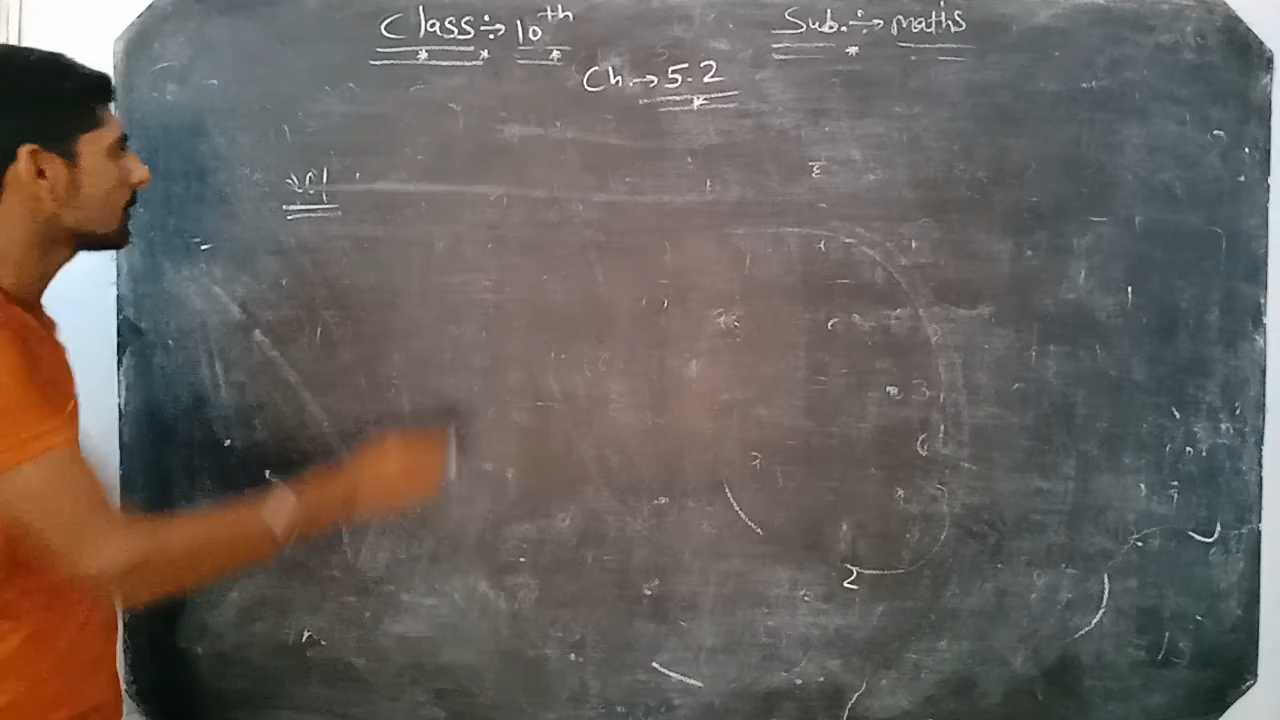 Class ÷→ 10th Sub. ÷→ maths
Ch. → 5.2